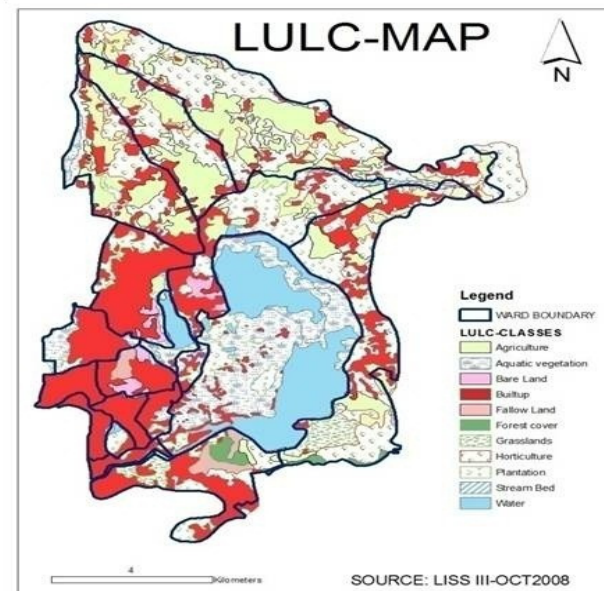 LULC-MAP
N
Legend
WARD BOUNDARY
LULC-CLASSES
Agriculture
Aquatic vegetation
Bare Land
Builtup
Fallow Land
Forest cover
Grasslands
Horticulture
Plantation
Stream Bed
Water
4
Kilometers
SOURCE: LISS III-OCT2008